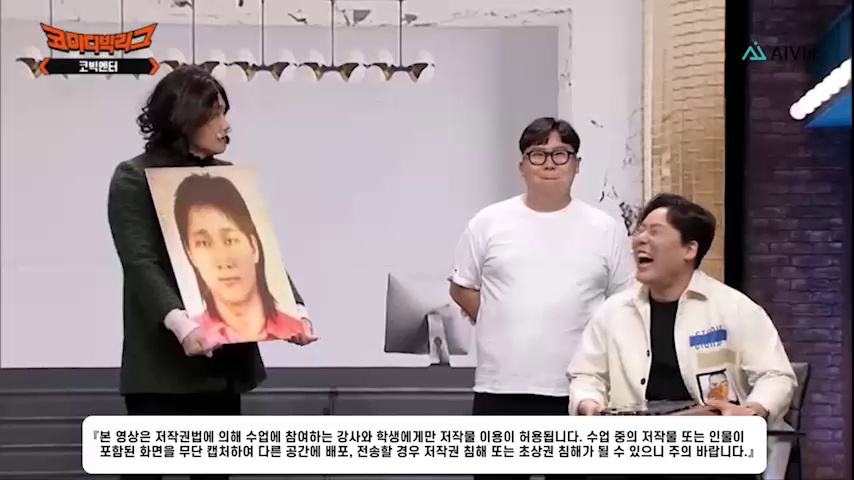 코미디빅리그
코빅엔터
『본 영상은 저작권법에 의해 수업에 참여하는 강사와 학생에게만 저작물 이용이 허용됩니다. 수업 중의 저작물 또는 인물이
포함된 화면을 무단 캡처하여 다른 공간에 배포, 전송할 경우 저작권 침해 또는 초상권 침해가 될 수 있으니 주의 바랍니다.』